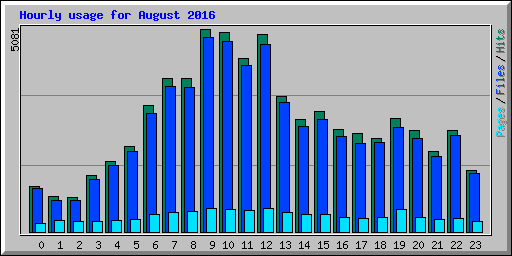 Hourly usage for August 2016
5081
Pages / Files / Hits
0 1 2 3 4 5 6 7 8 9 10 11 12 13 14 15 16 17 18 19 20 21 22 23